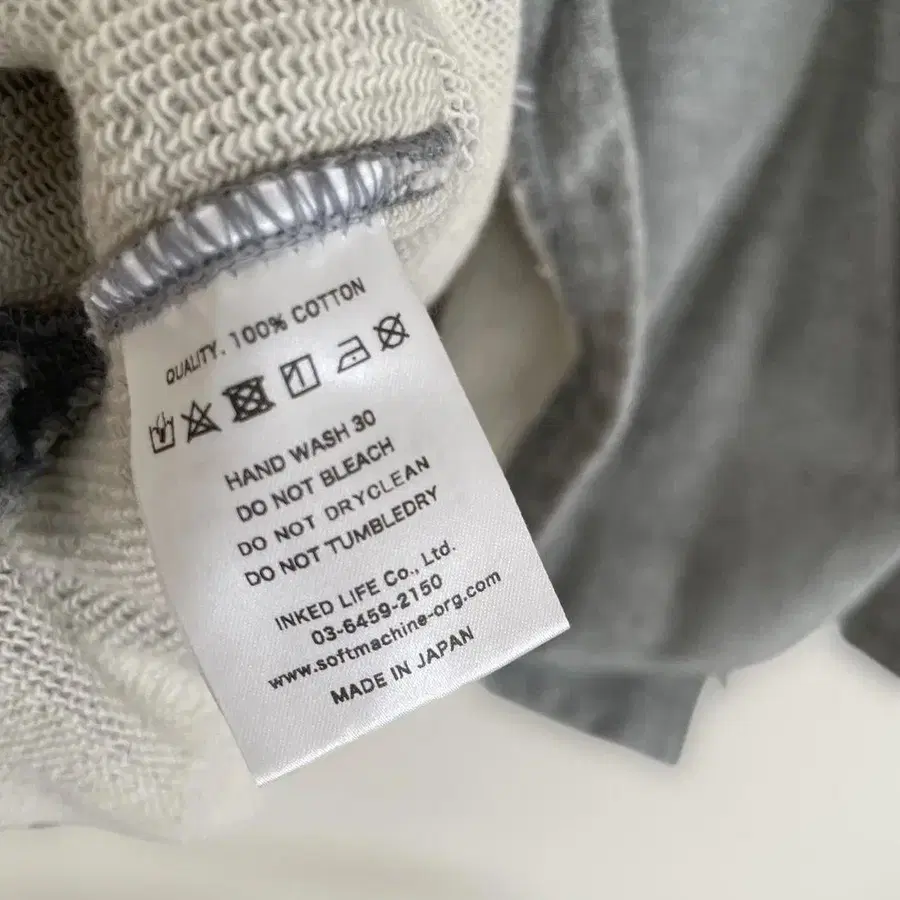 QUALITY. 100% COTTON
HAND WASH 30
DO NOT BLEACH
DO NOT DRYCLEAN
DO NOT TUMBLEDRY
INKED LIFE Co., Ltd.
03-6459-2150
www.softmachine-org.com
MADE IN JAPAN